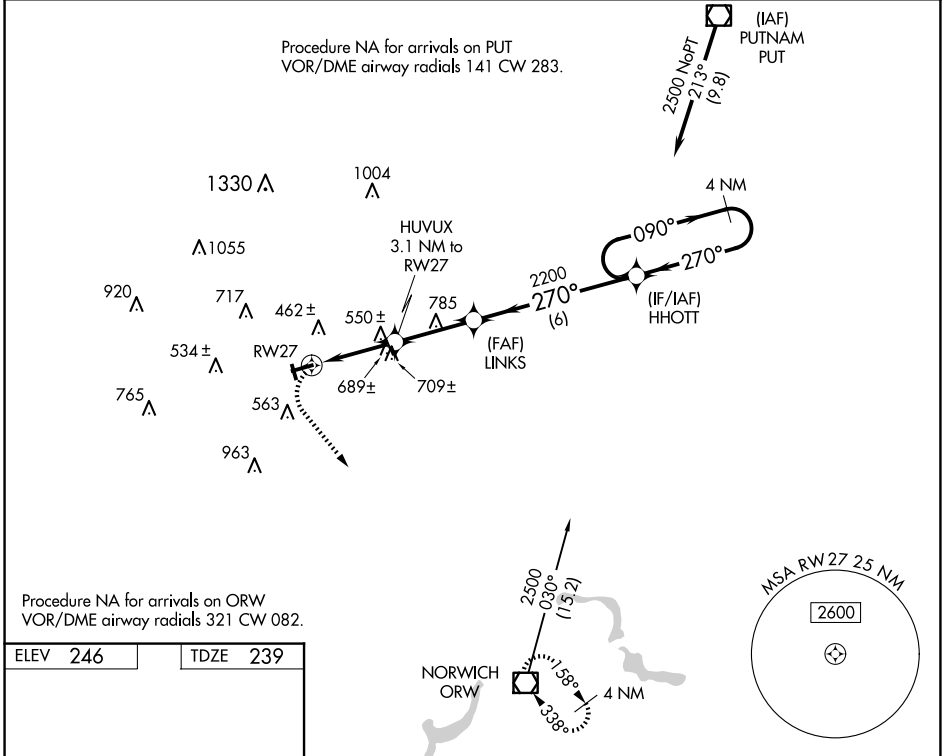 (IAF)
PUTNAM
PUT
Procedure NA for arrivals on PUT
VOR/DME airway radials 141 CW 283.
2500 NoPT
213°
(9.8)
1330
1004
4 NM
HUVUX
3.1 NM to
RW27
090°
270°
1055
2200
270°
(6)
(IF/IAF)
HHOTT
920
717
462 ±
550 ±
785
(FAF)
LINKS
534 ±
RW27
689±
709±
765
563
963
2500
030°
(15.2)
MSA RW 27 25 NM
2600
Procedure NA for arrivals on ORW
VOR/DME airway radials 321 CW 082.
ELEV 246
TDZE 239
NORWICH
ORW
158°
4 NM
338°